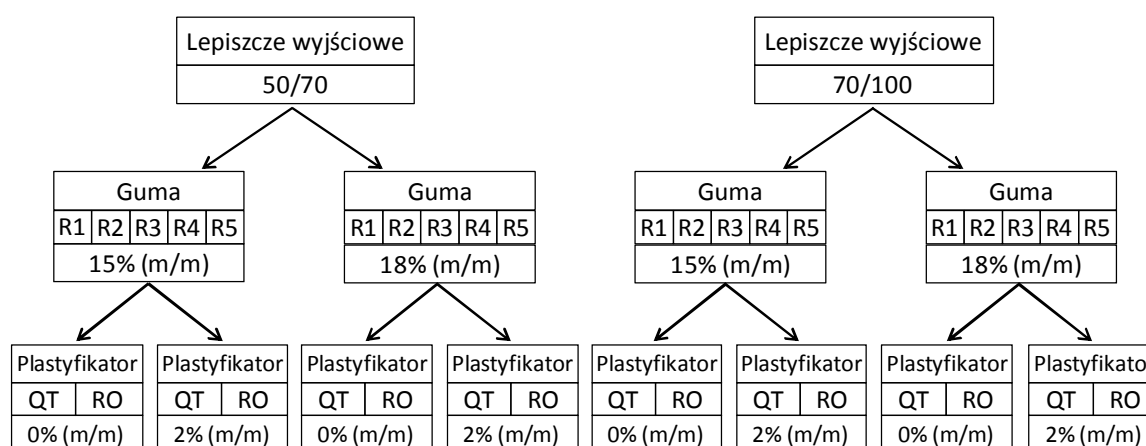 Lepiszcze wyjściowe
50/70
Lepiszcze wyjściowe
70/100
Guma
R1 R2 R3 R4 R5
15% (m/m)
Guma
R1 R2 R3 R4 R5
18% (m/m)
Guma
R1 R2 R3 R4 R5
15% (m/m)
Guma
R1 R2 R3 R4 R5
18% (m/m)
Plastyfikator
QT RO
0% (m/m)
Plastyfikator
QT RO
2% (m/m)
Plastyfikator
QT RO
0% (m/m)
Plastyfikator
QT RO
2% (m/m)
Plastyfikator
QT RO
0% (m/m)
Plastyfikator
QT RO
2% (m/m)
Plastyfikator
QT RO
0% (m/m)
Plastyfikator
QT RO
2% (m/m)